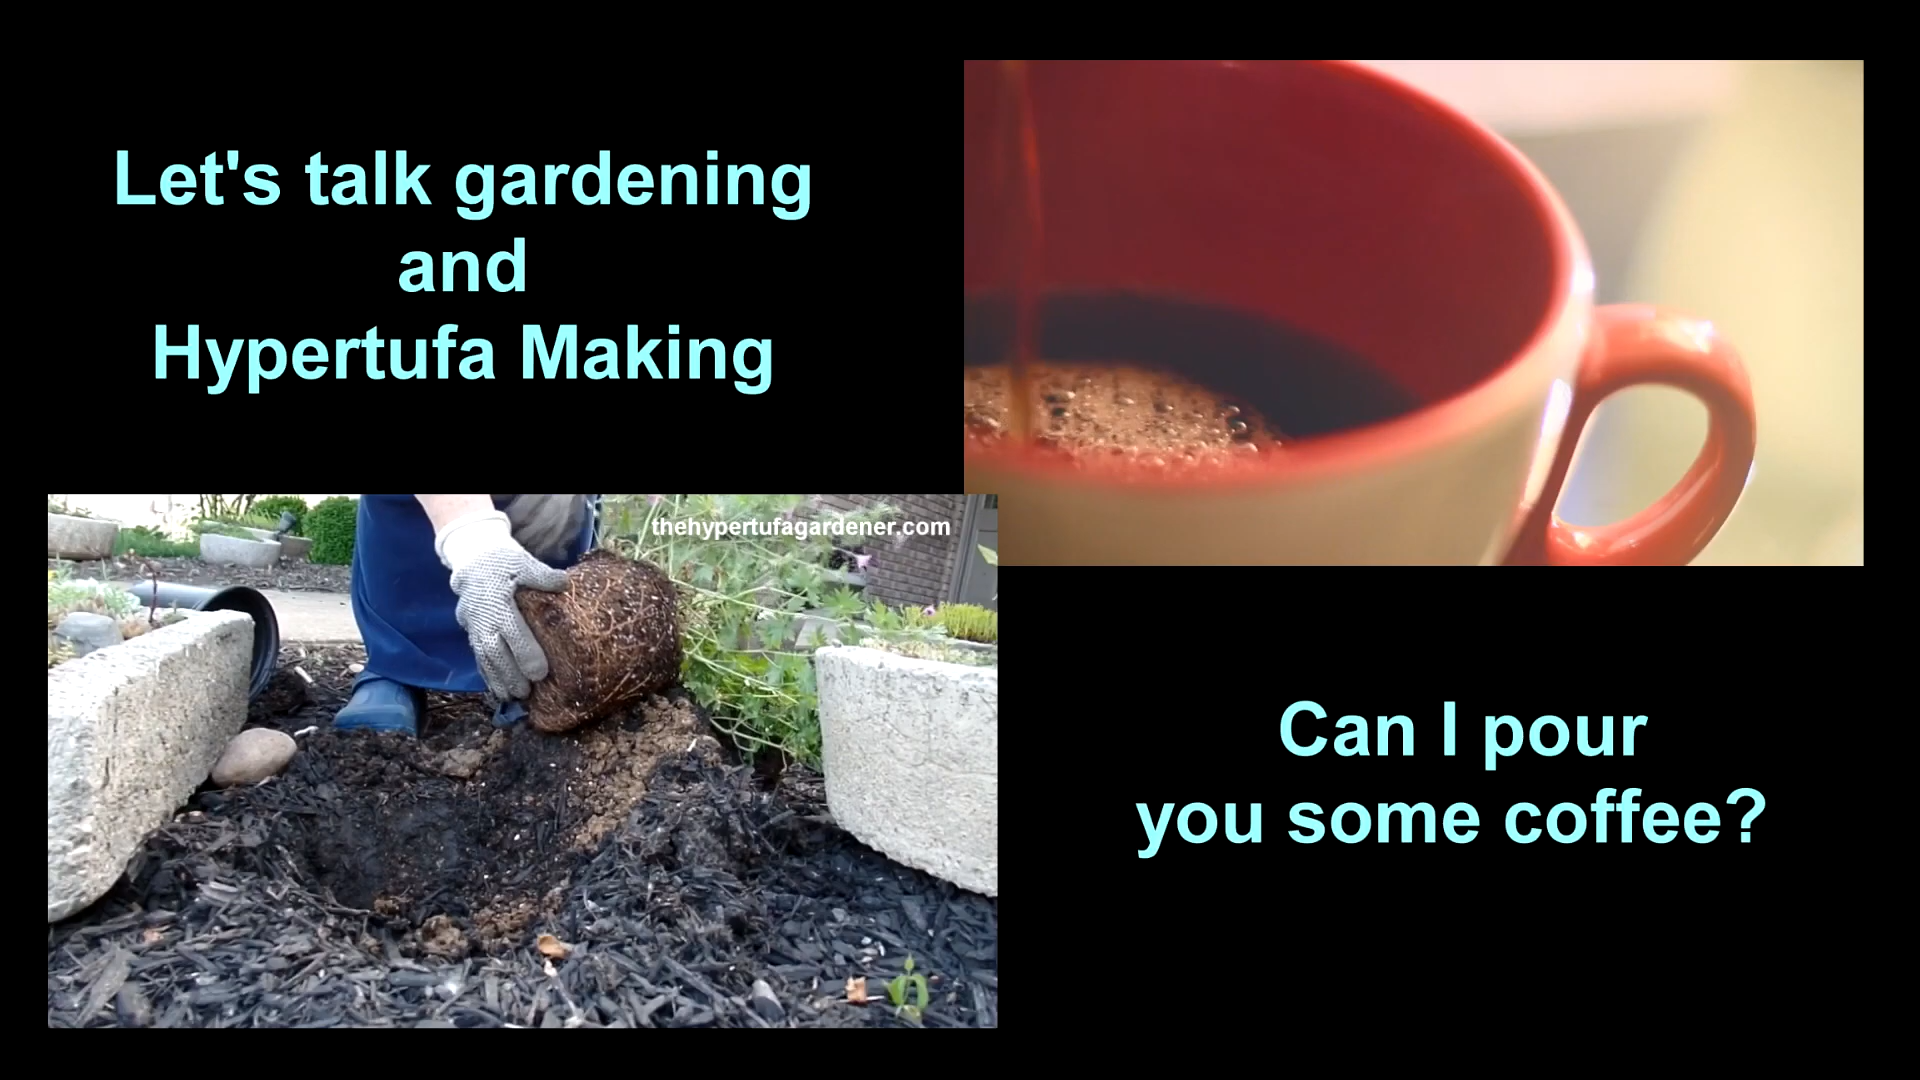 Let's talk gardening
and
Hypertufa Making
thehypertufagardener.com
Can I pour
you some coffee?